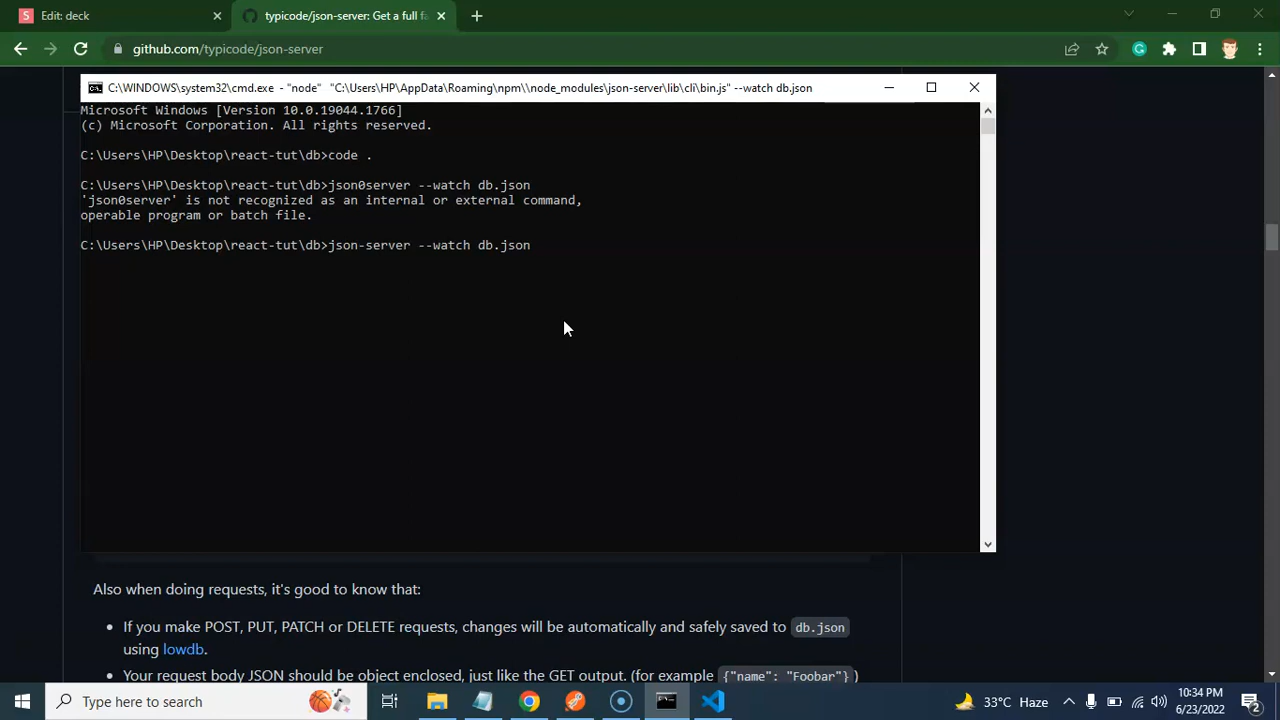 Edit: deck
typicode/json-server: Get a full fa
github.com/typicode/json-server
C:\WINDOWS\system32\cmd.exe - "node" "C:\Users\HP\AppData\Roaming\npm\\node_modules\json-server\lib\cli\bin.js" --watch db.json
Microsoft Windows [Version 10.0.19044.1766]
(c) Microsoft Corporation. All rights reserved.
C:\Users\HP\Desktop\react-tut\db>code .
C:\Users\HP\Desktop\react-tut\db>json0server --watch db.json
'json0server' is not recognized as an internal or external command,
operable program or batch file.
C:\Users\HP\Desktop\react-tut\db>json-server --watch db.json
Also when doing requests, it's good to know that:
• If you make POST, PUT, PATCH or DELETE requests, changes will be automatically and safely saved to db.json
using lowdb.
• Your request body JSON should be object enclosed, just like the GET output. (for example {"name": "Foobar"})
Type here to search
33°C Haze
10:34 PM
6/23/2022
2